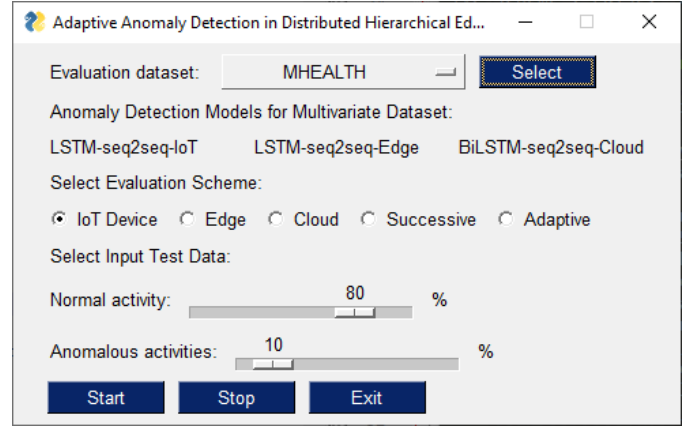 Adaptive Anomaly Detection in Distributed Hierarchical Ed...
Evaluation dataset: MHEALTH Select
Anomaly Detection Models for Multivariate Dataset:
LSTM-seq2seq-IoT LSTM-seq2seq-Edge BiLSTM-seq2seq-Cloud
Select Evaluation Scheme:
IoT Device Edge Cloud Successive Adaptive
Select Input Test Data:
Normal activity: 80 %
Anomalous activities: 10 %
Start Stop Exit